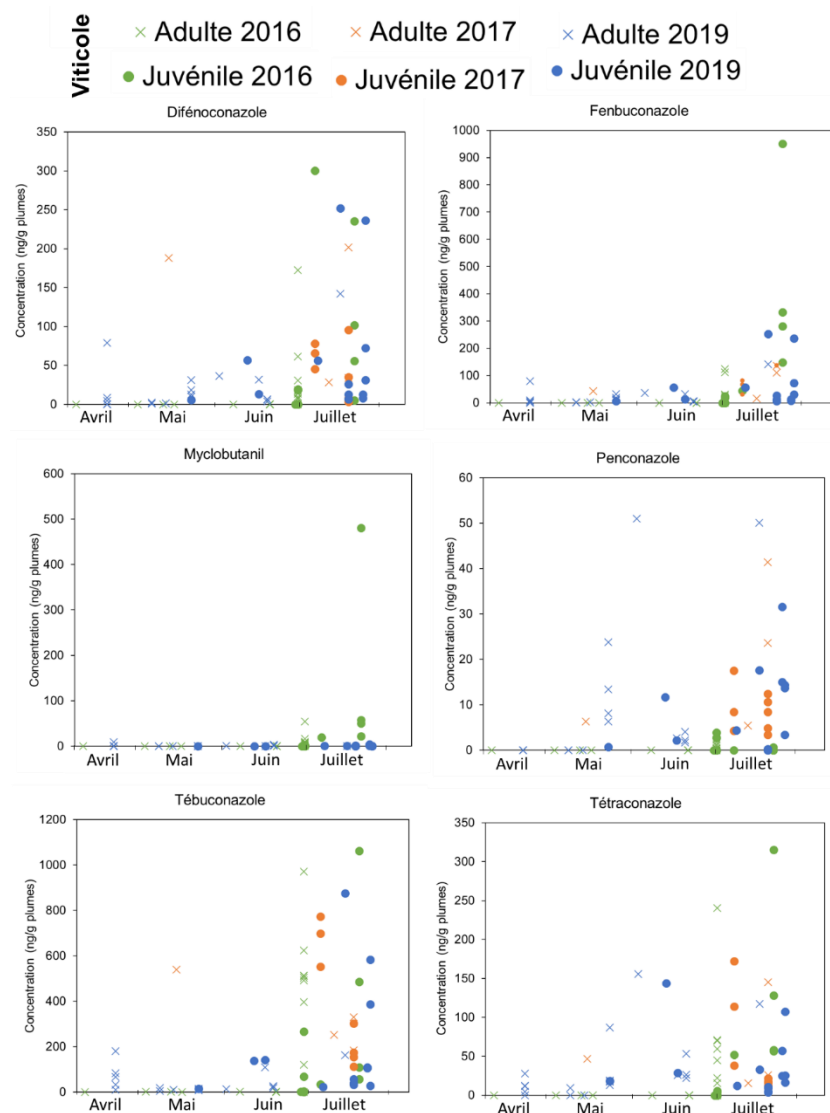 Viticole
Adulte 2016 Adulte 2017 Adulte 2019
Juvénile 2016 Juvénile 2017 Juvénile 2019
Difénoconazole
Concentration (ng/g plumes)
350
300
250
200
150
100
50
0
Avril Mai Juin Juillet
Fenbuconazole
Concentration (ng/g plumes)
1000
900
800
700
600
500
400
300
200
100
0
Avril Mai Juin Juillet
Myclobutanil
Concentration (ng/g plumes)
600
500
400
300
200
100
0
Avril Mai Juin Juillet
Penconazole
Concentration (ng/g plumes)
60
50
40
30
20
10
0
Avril Mai Juin Juillet
Tébuconazole
Concentration (ng/g plumes)
1200
1000
800
600
400
200
0
Avril Mai Juin Juillet
Tétraconazole
Concentration (ng/g plumes)
350
300
250
200
150
100
50
0
Avril Mai Juin Juillet